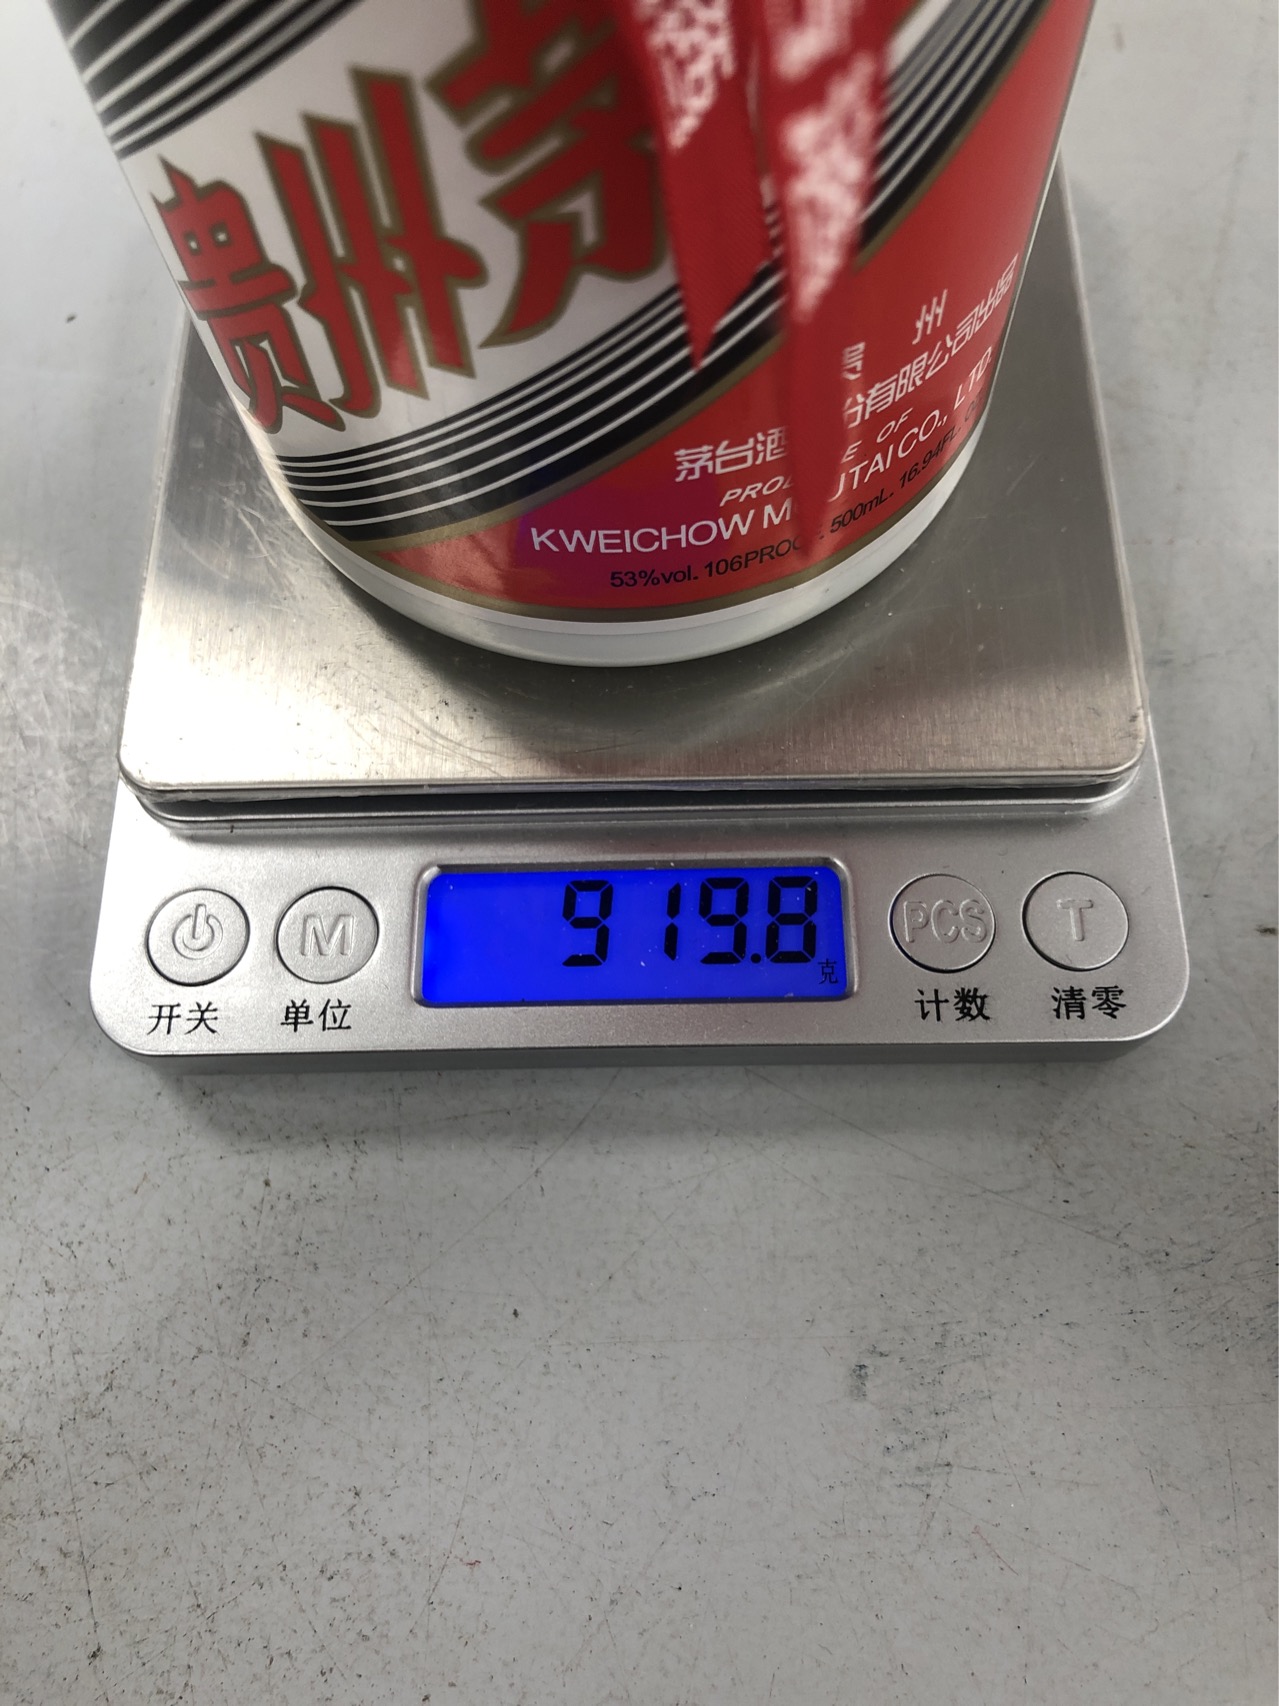 贵州茅
州
茅台酒 份有限公司出品
PRO E OF
KWEICHOW M UTAI CO., LTD.
53%vol. 106PROO 500mL. 16.94FL.
919.8
克
M
PCS
T
开关
单位
计数
清零